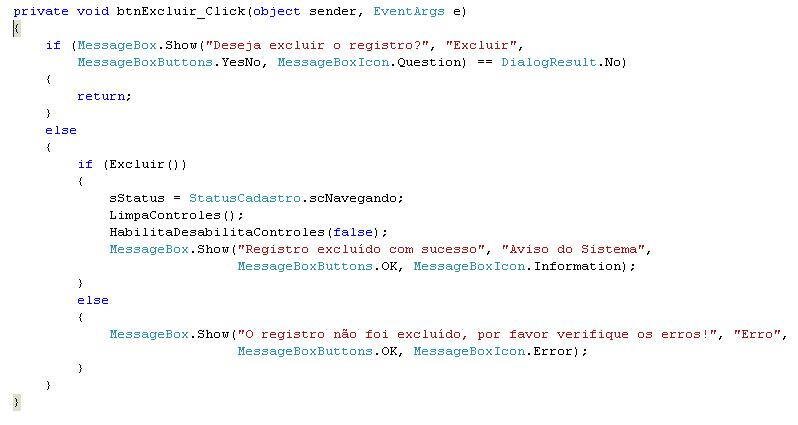 private void btnExcluir_Click(object sender, EventArgs e)
{
    if (MessageBox.Show("Deseja excluir o registro?", "Excluir",
        MessageBoxButtons.YesNo, MessageBoxIcon.Question) == DialogResult.No)
    {
        return;
    }
    else
    {
        if (Excluir())
        {
            sStatus = StatusCadastro.scNavegando;
            LimpaControles();
            HabilitaDesabilitaControles(false);
            MessageBox.Show("Registro excluído com sucesso", "Aviso do Sistema",
                            MessageBoxButtons.OK, MessageBoxIcon.Information);
        }
        else
        {
            MessageBox.Show("O registro não foi excluído, por favor verifique os erros!", "Erro",
                            MessageBoxButtons.OK, MessageBoxIcon.Error);
        }
    }
}